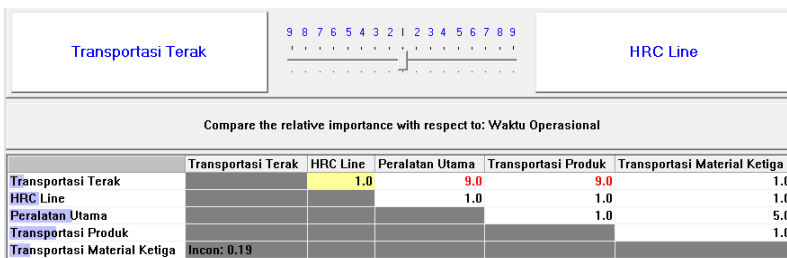 9 8 7 6 5 4 3 2 1 2 3 4 5 6 7 8 9
Transportasi Terak
HRC Line
Compare the relative importance with respect to: Waktu Operasional
Transportasi Terak HRC Line Peralatan Utama Transportasi Produk Transportasi Material Ketiga
Transportasi Terak 1.0 9.0 9.0 1.0
HRC Line 1.0 1.0 1.0
Peralatan Utama 1.0 5.0
Transportasi Produk 1.0
Transportasi Material Ketiga Incon: 0.19